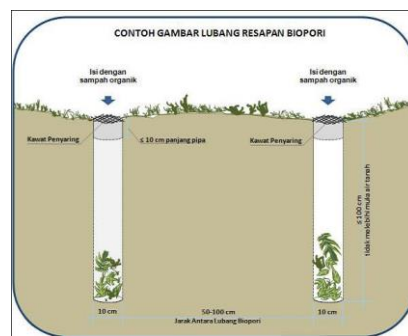 CONTOH GAMBAR LUBANG RESAPAN BIOPORI
Isi dengan
sampah organik
Isi dengan
sampah organik
Kawat Penyaring
≤ 10 cm panjang pipa
Kawat Penyaring
≤ 100 cm
tidak melebihi muka air tanah
10 cm
50-100 cm
10 cm
Jarak Antara Lubang Biopori